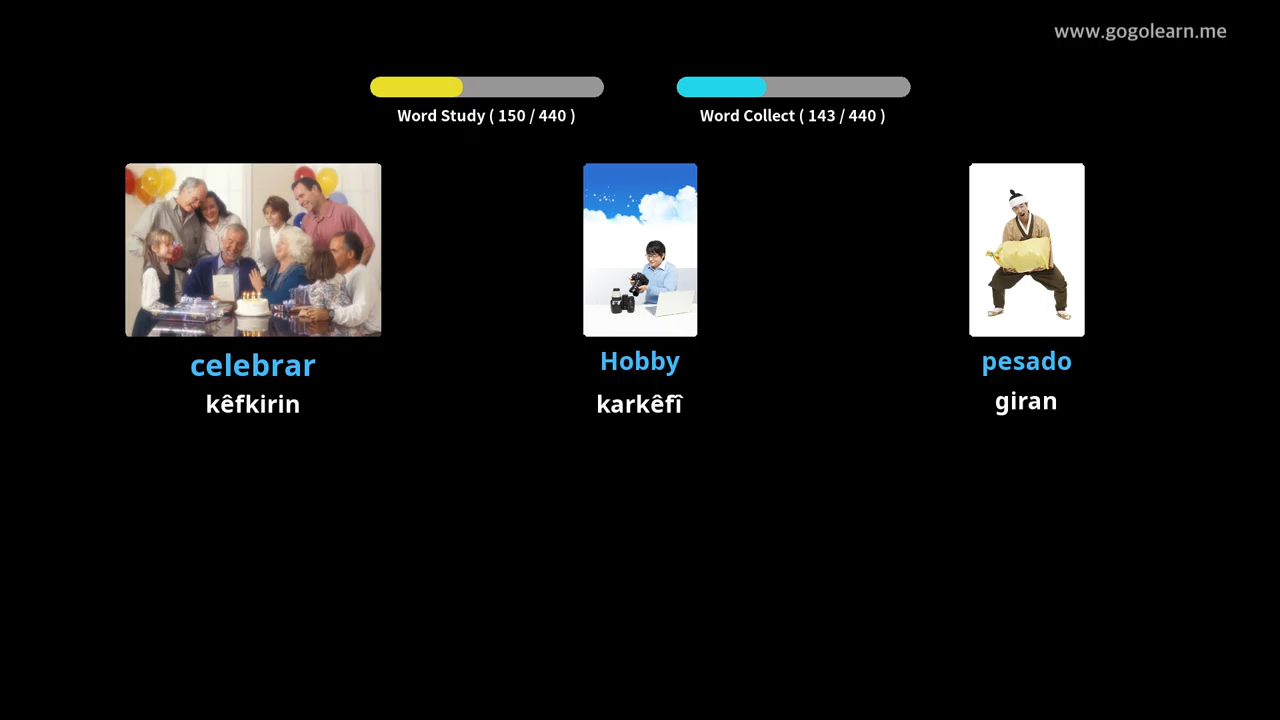 www.gogolearn.me
Word Study ( 150 / 440 )
Word Collect ( 143 / 440 )
celebrar
kêfkirin
Hobby
karkêfî
pesado
giran